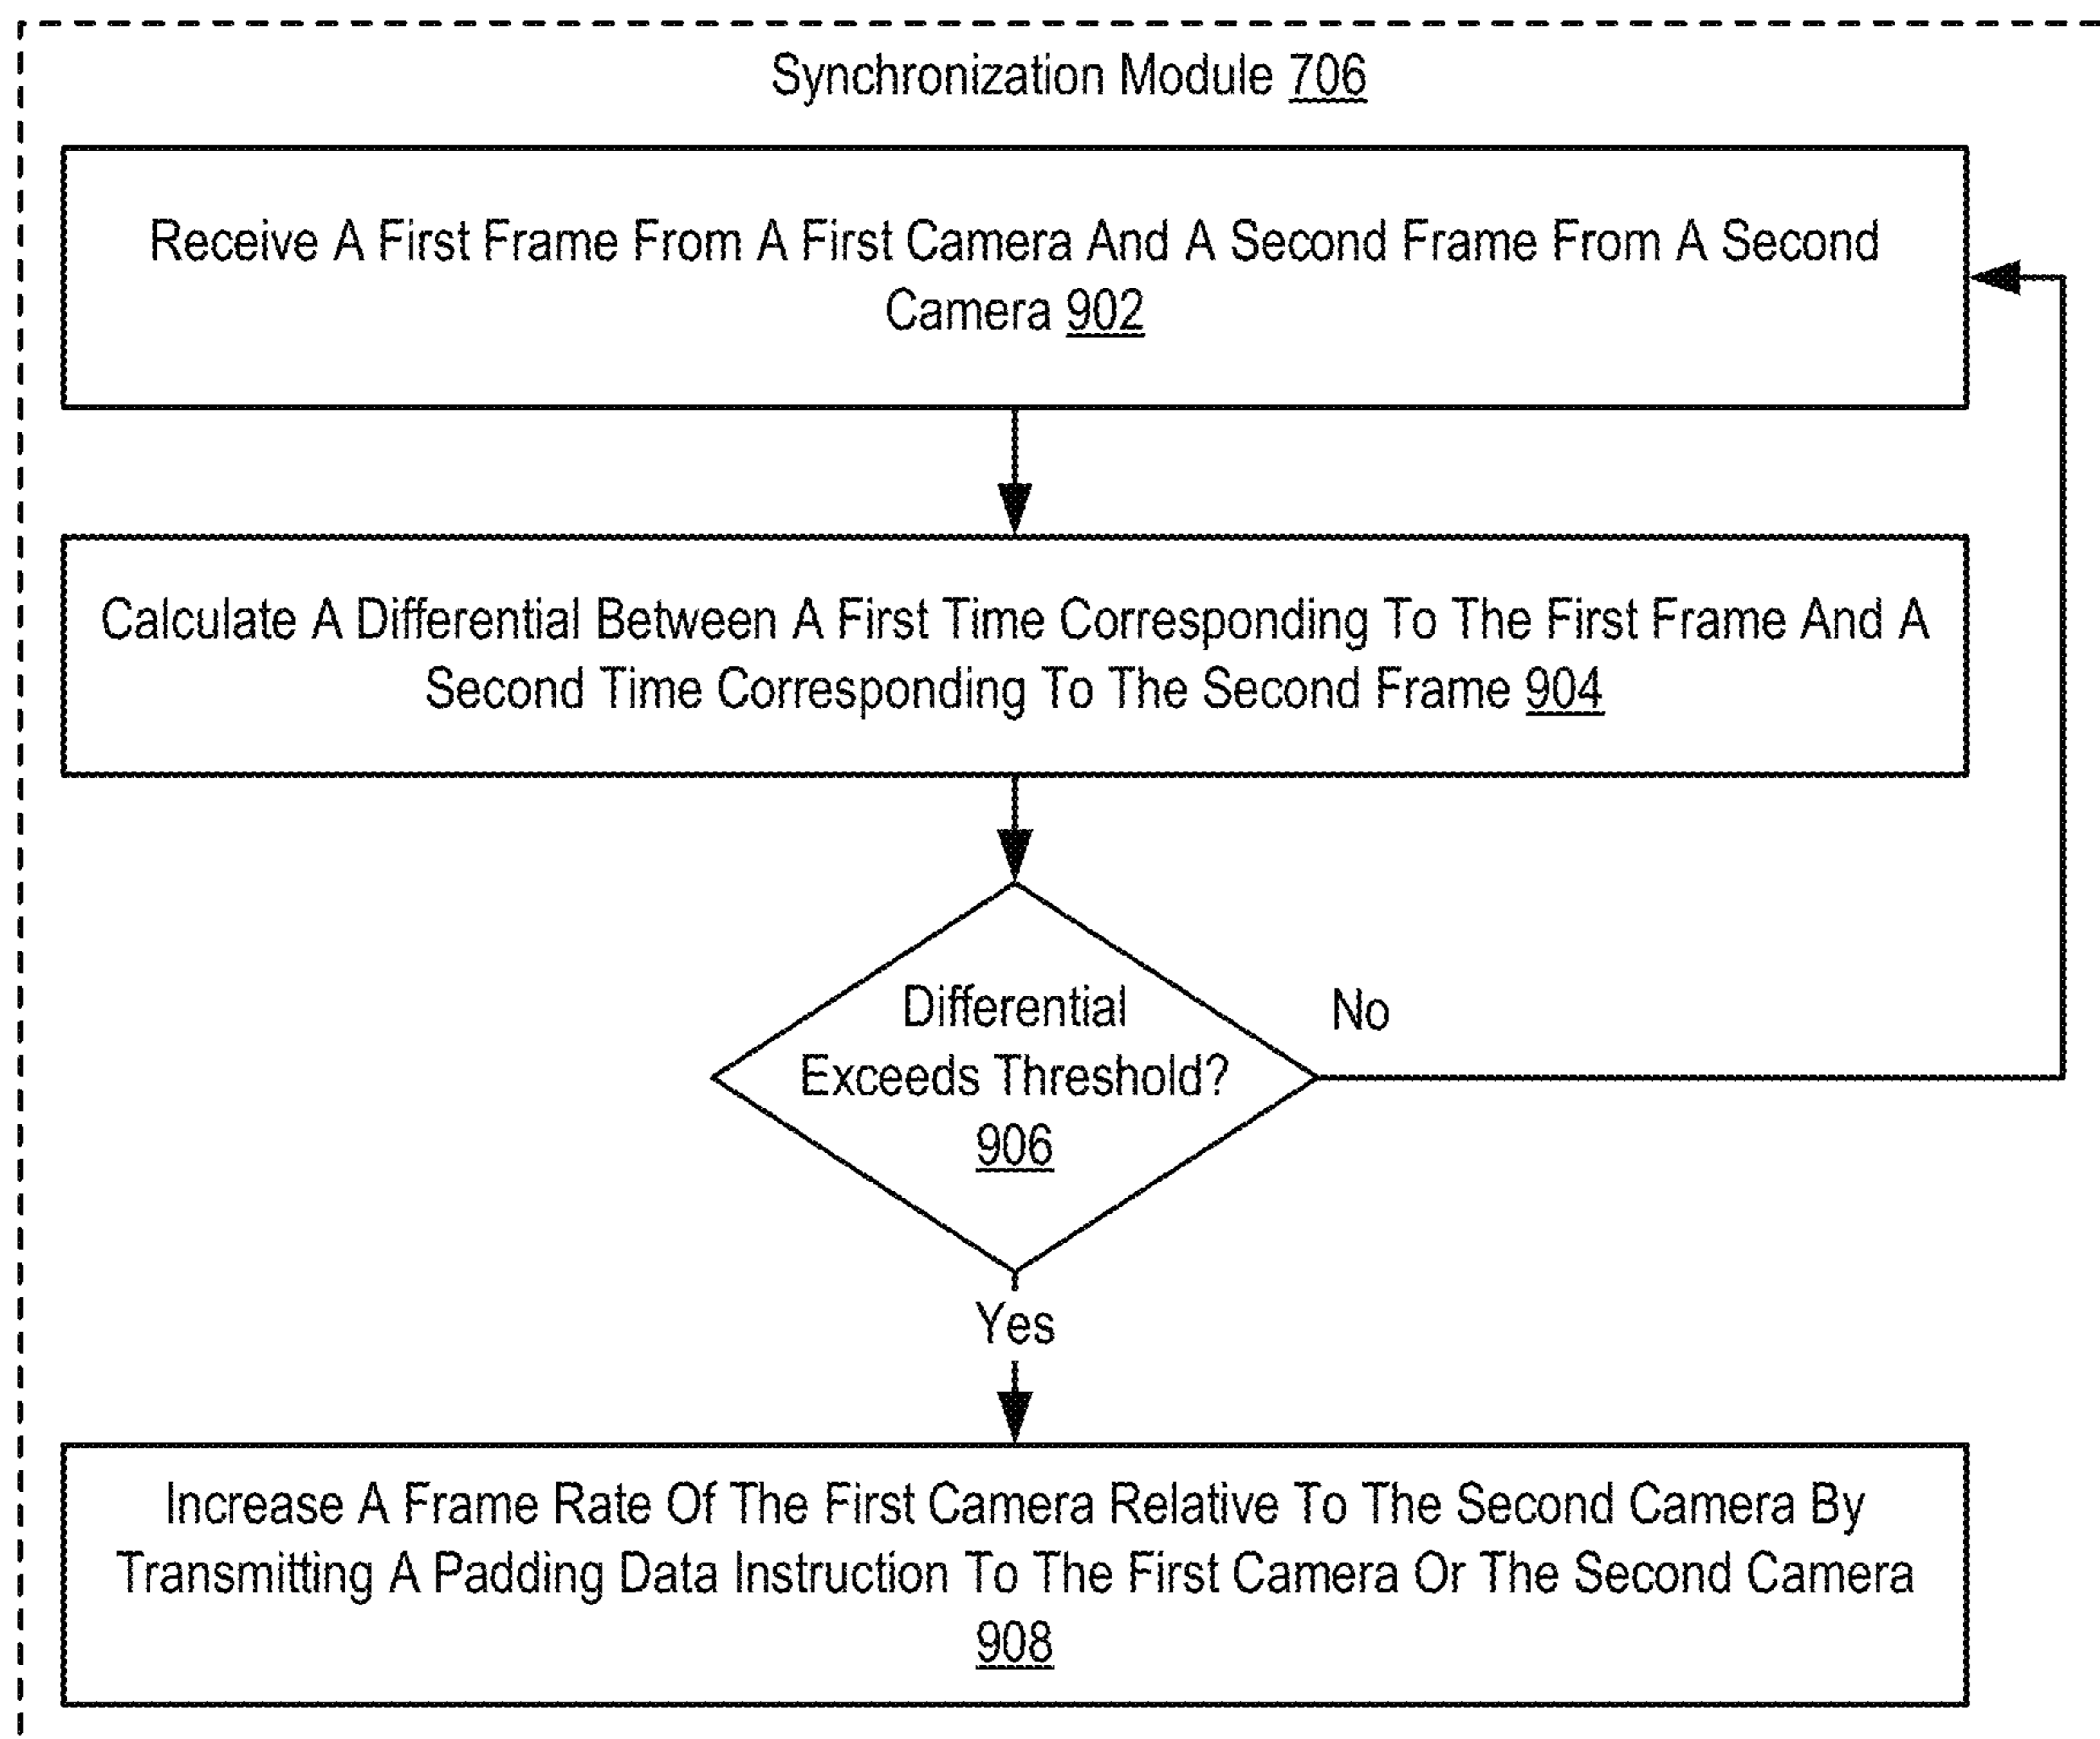 Synchronization Module 706
Receive A First Frame From A First Camera And A Second Frame From A Second
Camera 902
Calculate A Differential Between A First Time Corresponding To The First Frame And A
Second Time Corresponding To The Second Frame 904
Differential
Exceeds Threshold?
906
No
Yes
Increase A Frame Rate Of The First Camera Relative To The Second Camera By
Transmitting A Padding Data Instruction To The First Camera Or The Second Camera
908